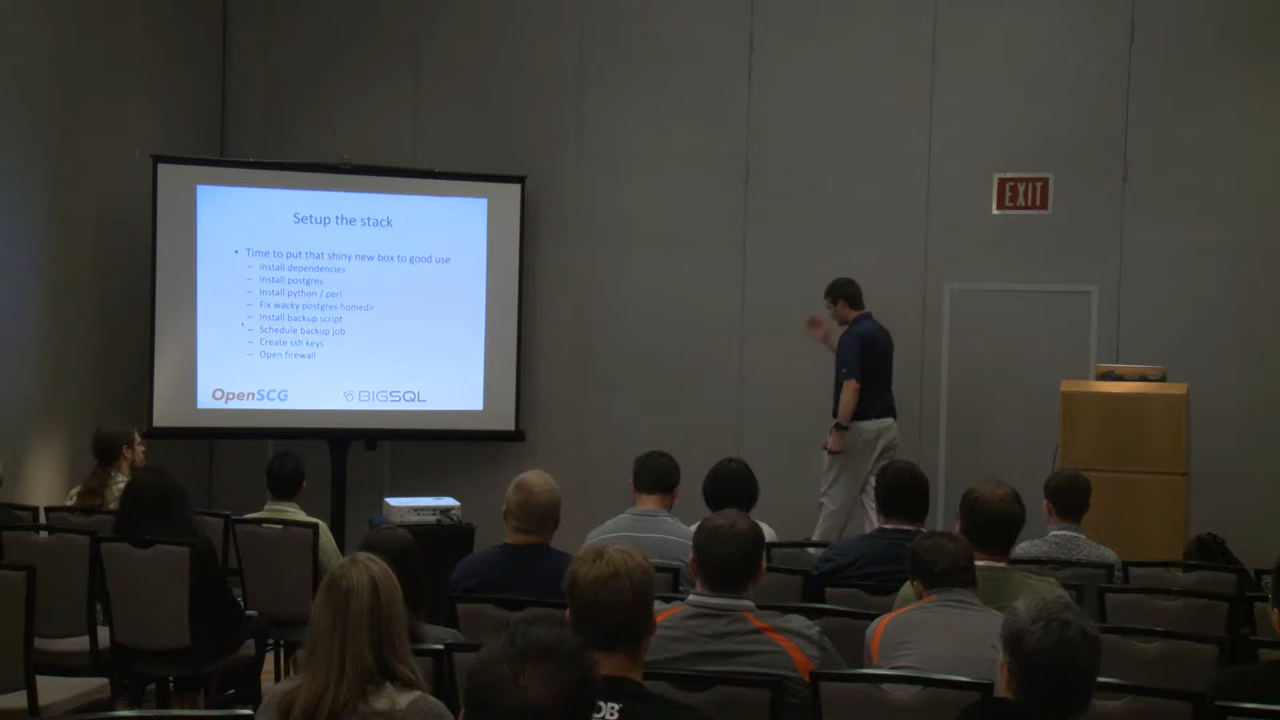 Setup the stack
• Time to put that shiny new box to good use
– Install dependencies
– Install postgres
– Install python / perl
– Fix wacky postgres homedir
– Install backup script
– Schedule backup job
– Create ssh keys
– Open firewall
OpenSCG
BIGSQL
EXIT